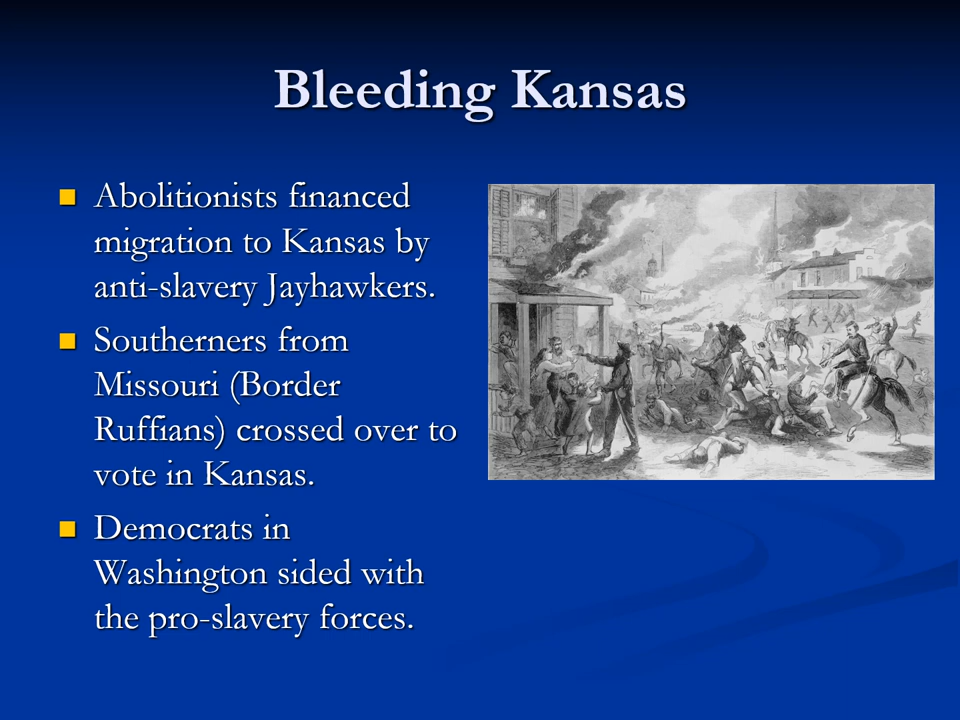 Bleeding Kansas
Abolitionists financed
migration to Kansas by
anti-slavery Jayhawkers.
Southerners from
Missouri (Border
Ruffians) crossed over to
vote in Kansas.
Democrats in
Washington sided with
the pro-slavery forces.